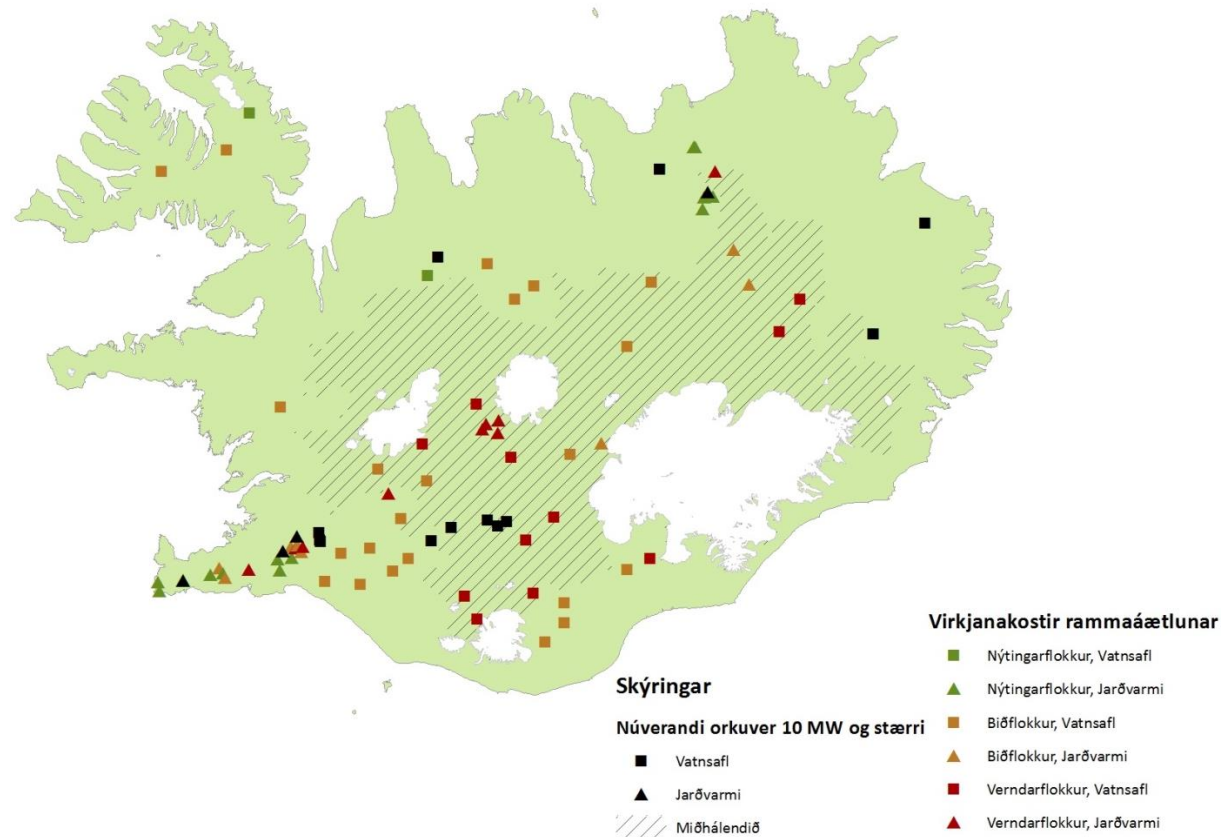 Skýringar
Núverandi orkuver 10 MW og stærri
Vatnsafl
Jarðvarmi
Miðhálendið
Virkjanakostir rammaáætlunar
Nýtingarflokkur, Vatnsafl
Nýtingarflokkur, Jarðvarmi
Biðflokkur, Vatnsafl
Biðflokkur, Jarðvarmi
Verndarflokkur, Vatnsafl
Verndarflokkur, Jarðvarmi